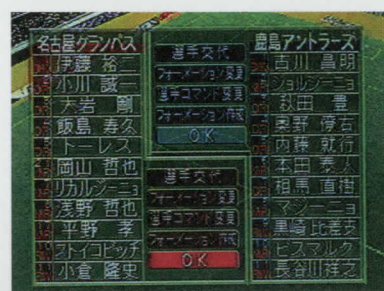 名古屋グランパス
伊藤 裕二
小川 誠二
大岩 剛
飯島 寿久
トーレス
岡山 哲也
リカルジーニョ
浅野 哲也
平野 孝
ストイコビッチ
小倉 隆史
選手交代
フォーメーション変更
選手コマンド変更
フォーメーション作成
OK
選手交代
フォーメーション変更
選手コマンド変更
フォーメーション作成
OK
鹿島アントラーズ
古川 昌明
ジョルジーニョ
秋田 豊
奥野 僚右
内藤 就行
本田 泰人
相馬 直樹
マジーニョ
黒崎 比差支
ビスマルク
長谷川祥之